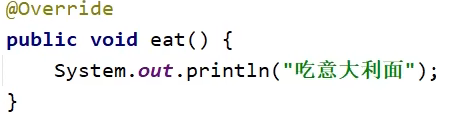 @Override
public void eat() {
    System.out.println("吃意大利面");
}